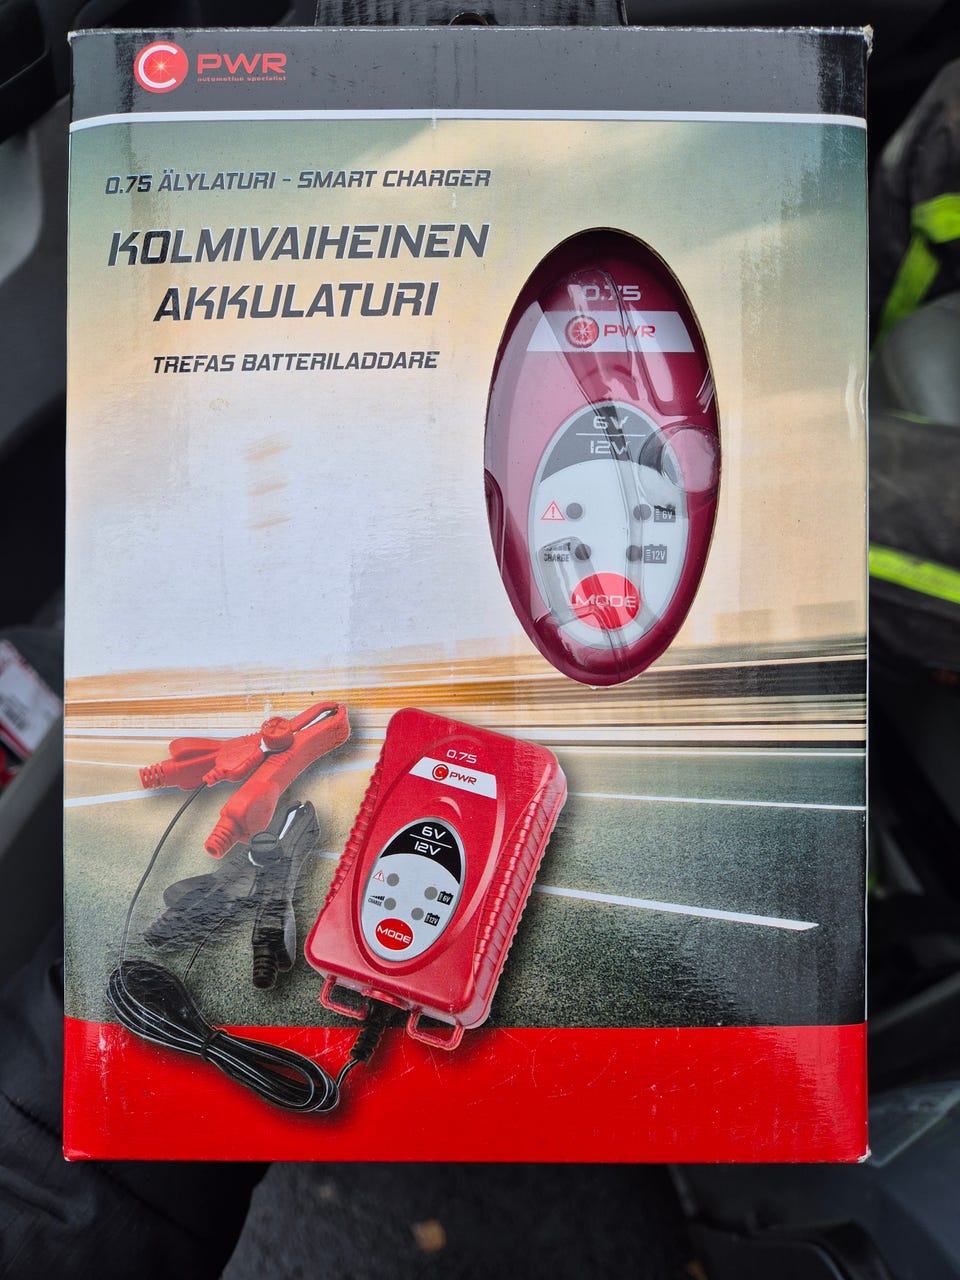 PWR
automotive specialist
0.75 ÄLYLATURI - SMART CHARGER
KOLMIVAIHEINEN
AKKULATURI
TREFAS BATTERILADDARE
0.75
PWR
6V
12V
6V
CHARGE
12V
MODE
0.75
PWR
6V
12V
6V
CHARGE
12V
MODE